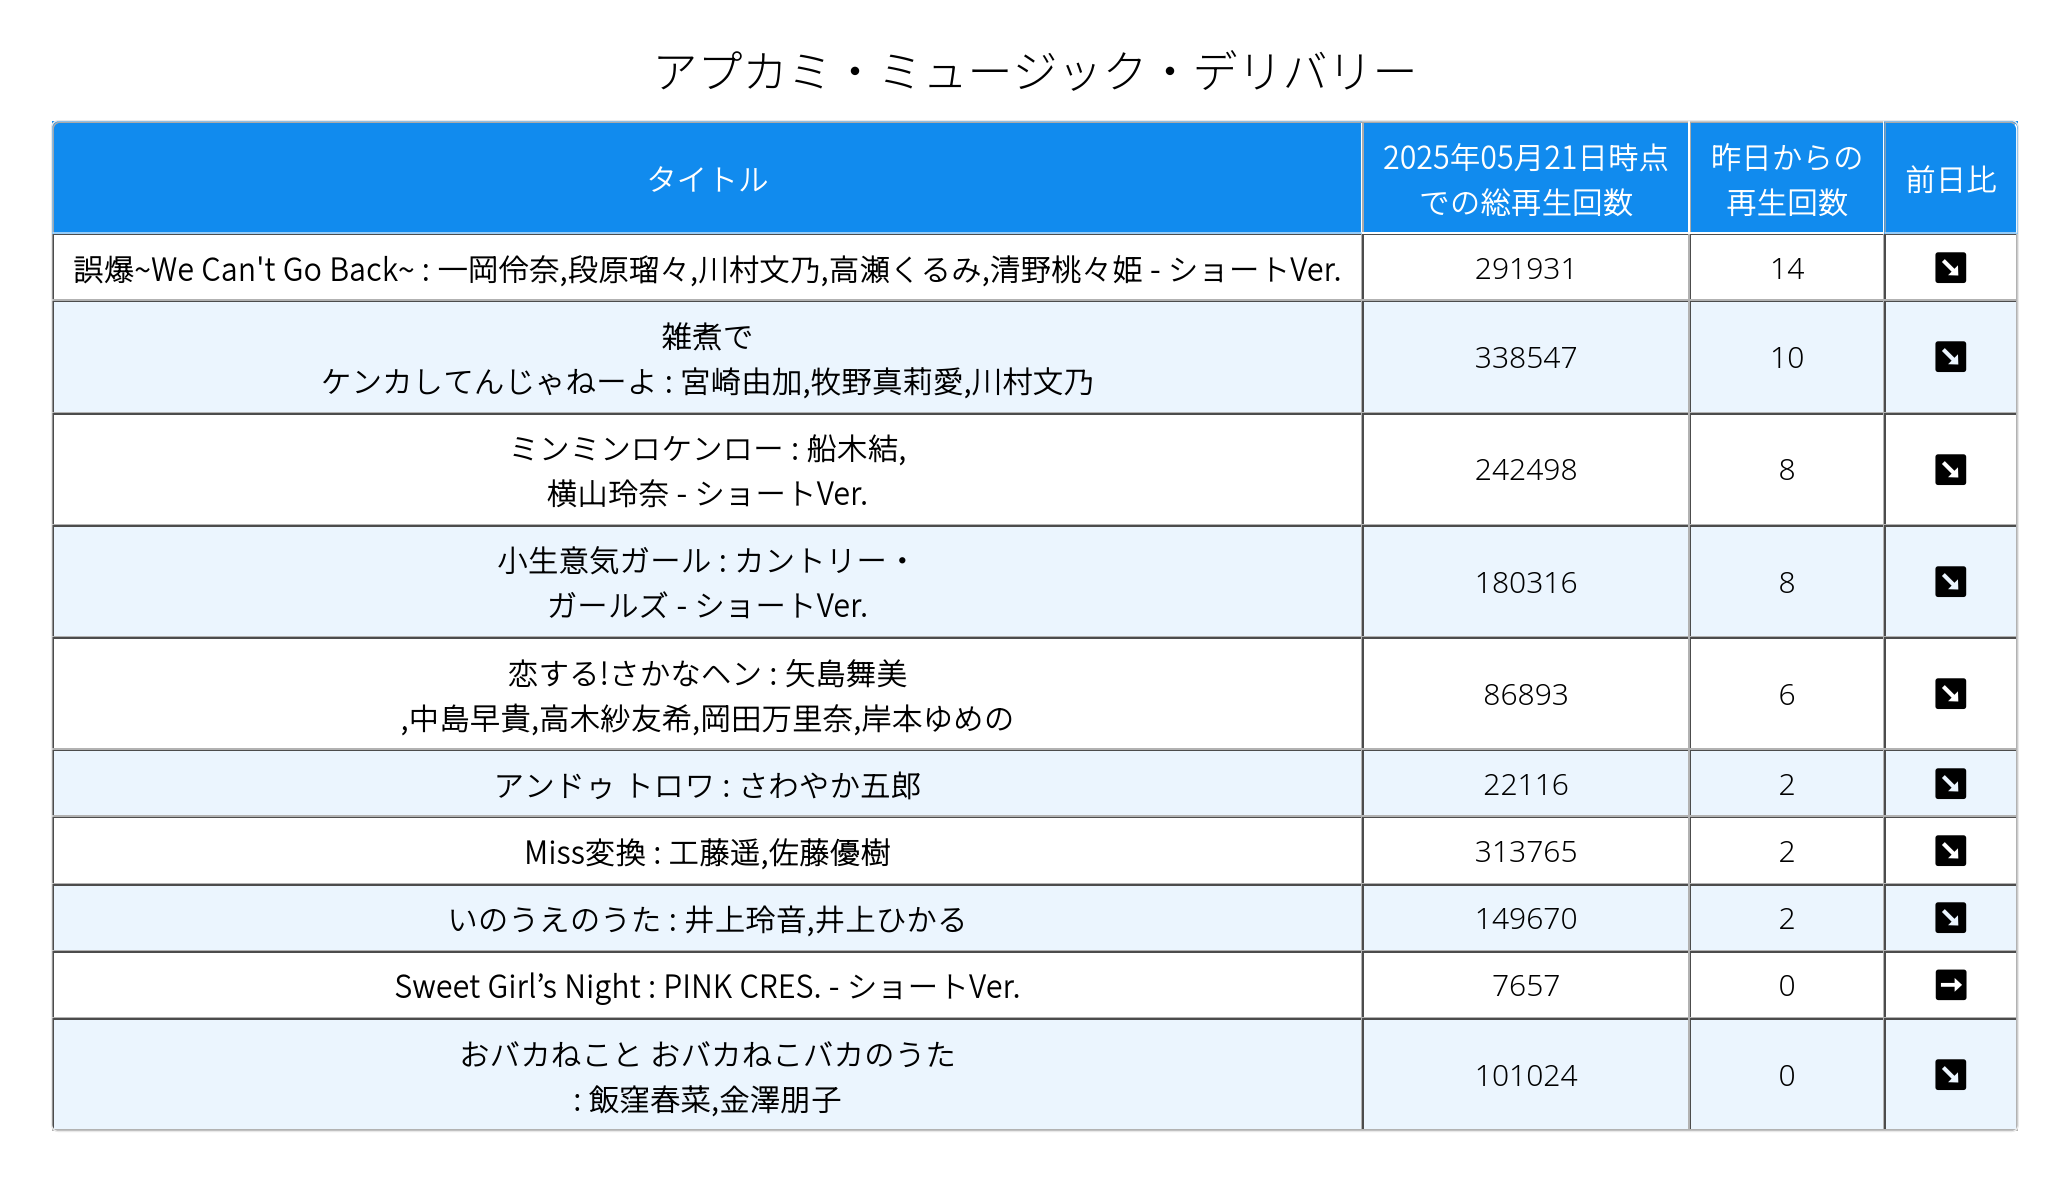 アプカミ・ミュージック・デリバリー
タイトル
2025年05月21日時点
での総再生回数
昨日からの
再生回数
前日比
誤爆~We Can't Go Back~ : 一岡伶奈,段原瑠々,川村文乃,高瀬くるみ,清野桃々姫 - ショートVer.
291931
14
雑煮で
ケンカしてんじゃねーよ : 宮崎由加,牧野真莉愛,川村文乃
338547
10
ミンミンロケンロー : 船木結,
横山玲奈 - ショートVer.
242498
8
小生意気ガール : カントリー・
ガールズ - ショートVer.
180316
8
恋する!さかなヘン : 矢島舞美
,中島早貴,高木紗友希,岡田万里奈,岸本ゆめの
86893
6
アンドゥ トロワ : さわやか五郎
22116
2
Miss変換 : 工藤遥,佐藤優樹
313765
2
いのうえのうた : 井上玲音,井上ひかる
149670
2
Sweet Girl’s Night : PINK CRES. - ショートVer.
7657
0
おバカねこと おバカねこバカのうた
: 飯窪春菜,金澤朋子
101024
0